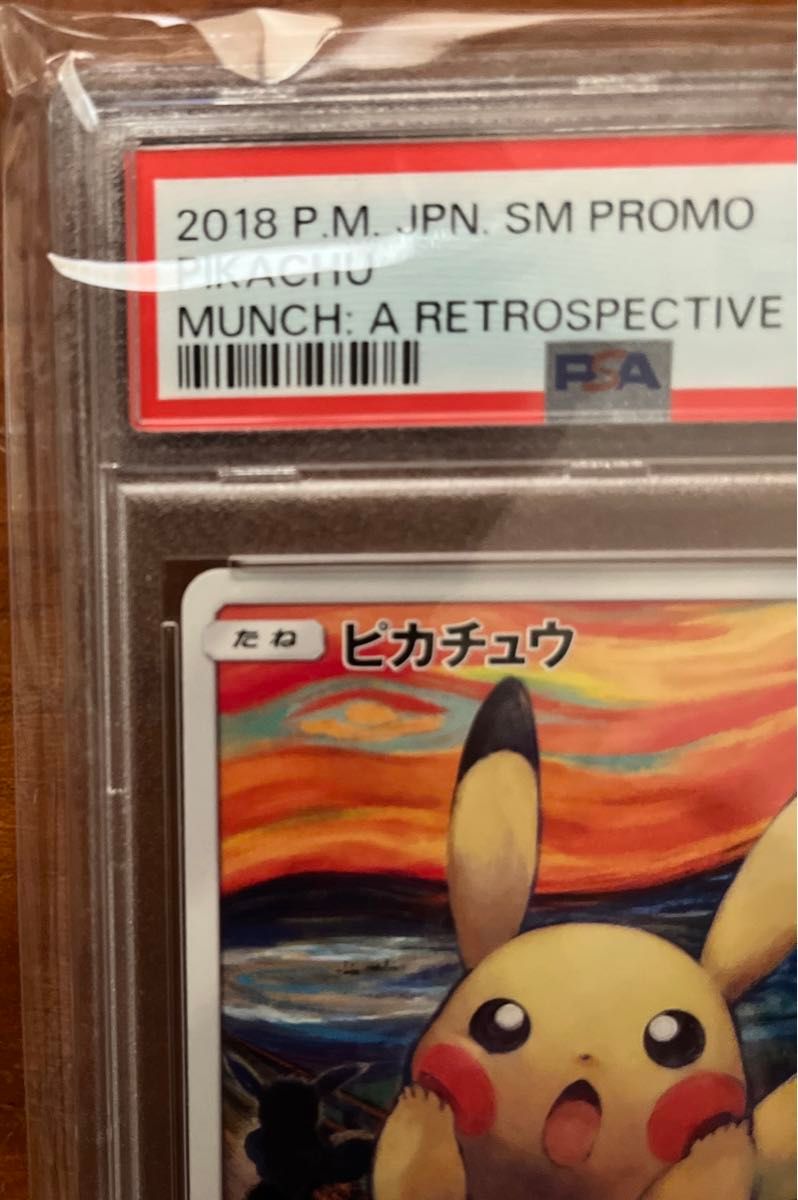 2018 P.M. JPN. SM PROMO
PIKACHU
MUNCH: A RETROSPECTIVE
PSA
たね ピカチュウ